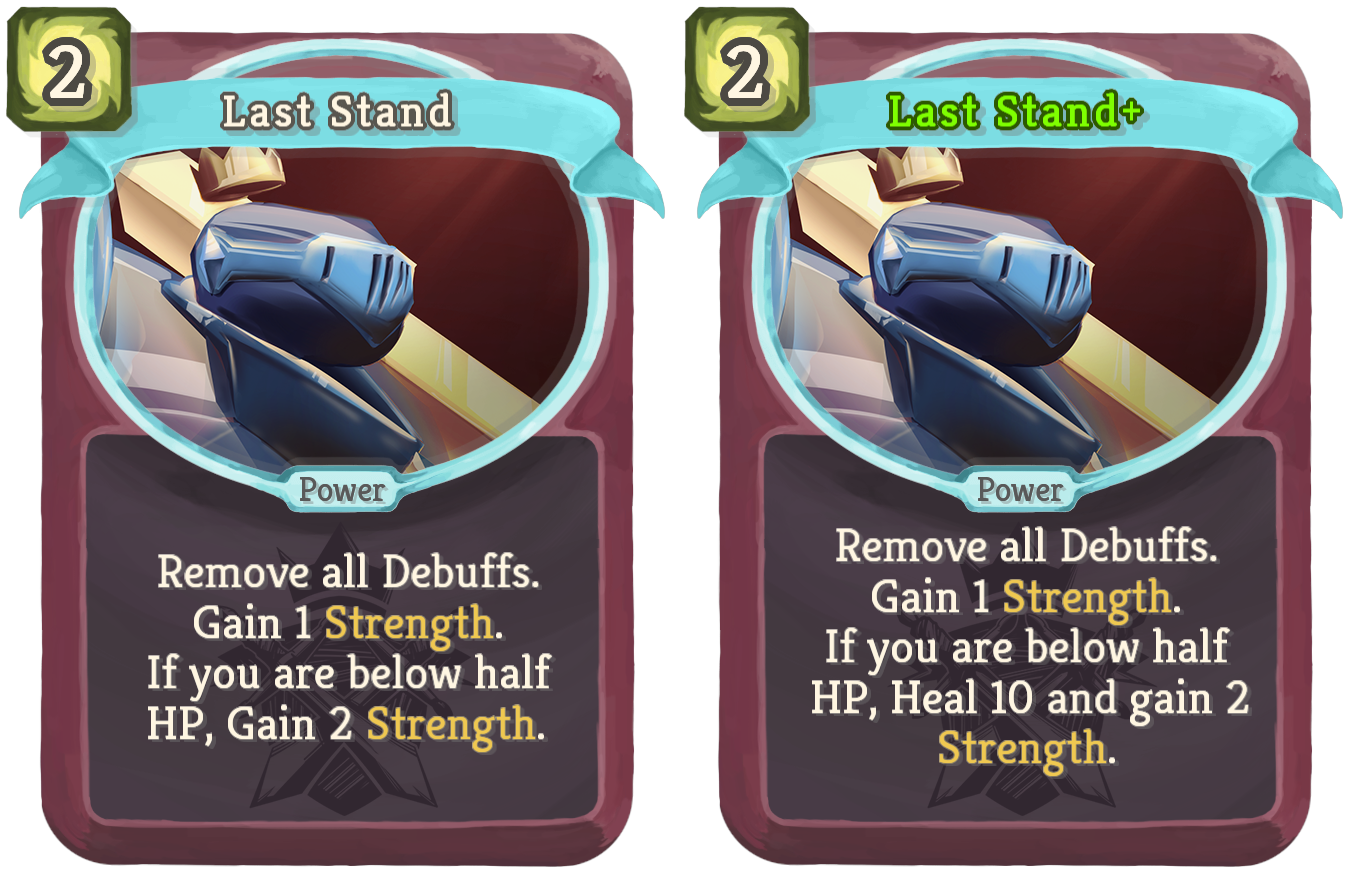 2
Last Stand
Power
Remove all Debuffs.
Gain 1 Strength.
If you are below half
HP, Gain 2 Strength.
2
Last Stand+
Power
Remove all Debuffs.
Gain 1 Strength.
If you are below half
HP, Heal 10 and gain 2
Strength.